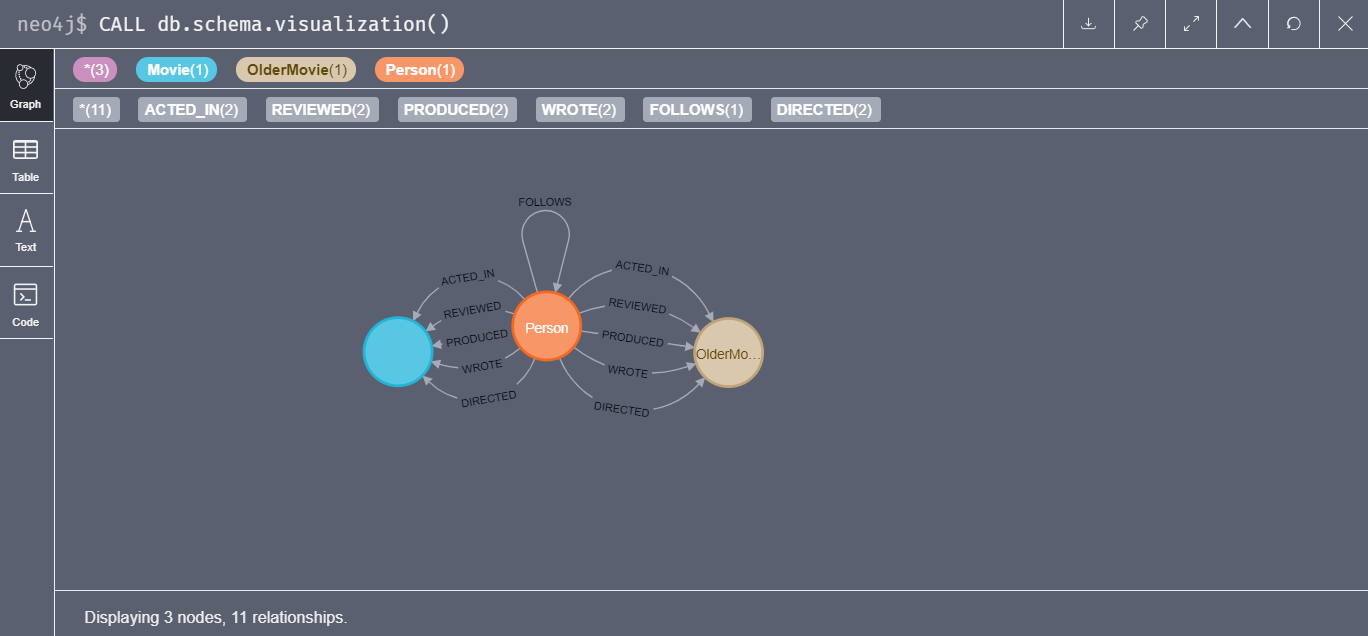 neo4j$ CALL db.schema.visualization()
Graph
Table
Text
Code
*(3) Movie(1) OlderMovie(1) Person(1)
*(11) ACTED_IN(2) REVIEWED(2) PRODUCED(2) WROTE(2) FOLLOWS(1) DIRECTED(2)
FOLLOWS
ACTED_IN
REVIEWED
PRODUCED
WROTE
DIRECTED
Person
ACTED_IN
REVIEWED
PRODUCED
WROTE
DIRECTED
OlderMo...
Displaying 3 nodes, 11 relationships.